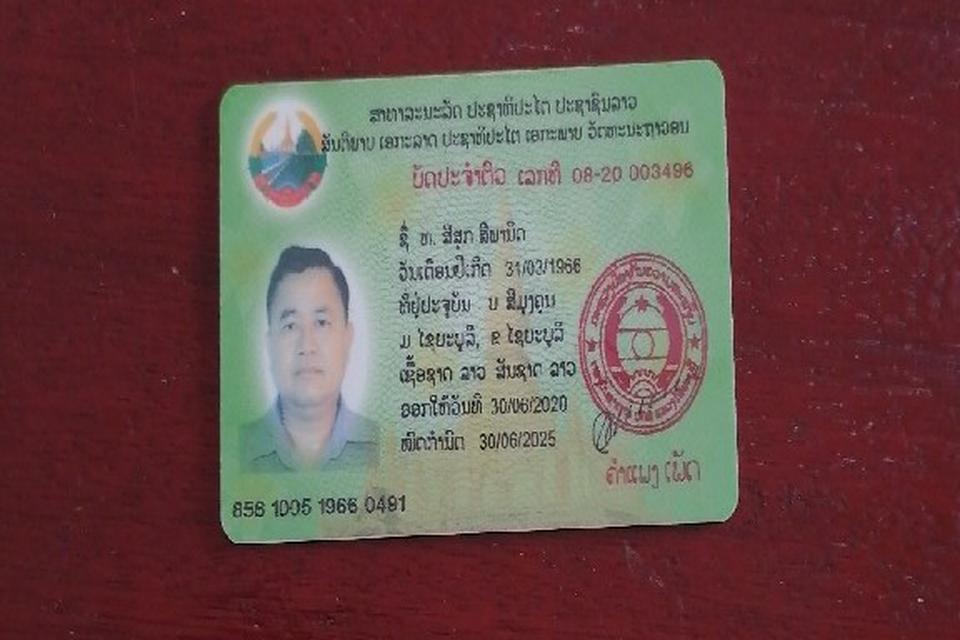 ສາທາລະນະລັດ ປະຊາທິປະໄຕ ປະຊາຊົນລາວ
ສັນຕິພາບ ເອກະລາດ ປະຊາທິປະໄຕ ເອກະພາບ ວັດທະນະຖາວອນ
ບັດປະຈຳຕົວ ເລກທີ 08-20 003496
ຊື່ ທ. ສີສຸກ ສີພານິດ
ວັນເດືອນປີເກີດ 31/03/1966
ທີ່ຢູ່ປະຈຸບັນ ບ ສີມຸງຄຸນ
ມ ໄຊຍະບູລີ, ຂ ໄຊຍະບູລີ
ເຊື້ອຊາດ ລາວ ສັນຊາດ ລາວ
ອອກໃຫ້ວັນທີ 30/06/2020
ໝົດກຳນົດ 30/06/2025
ຄຳແພງ ເພັດ
856 1005 1966 0491